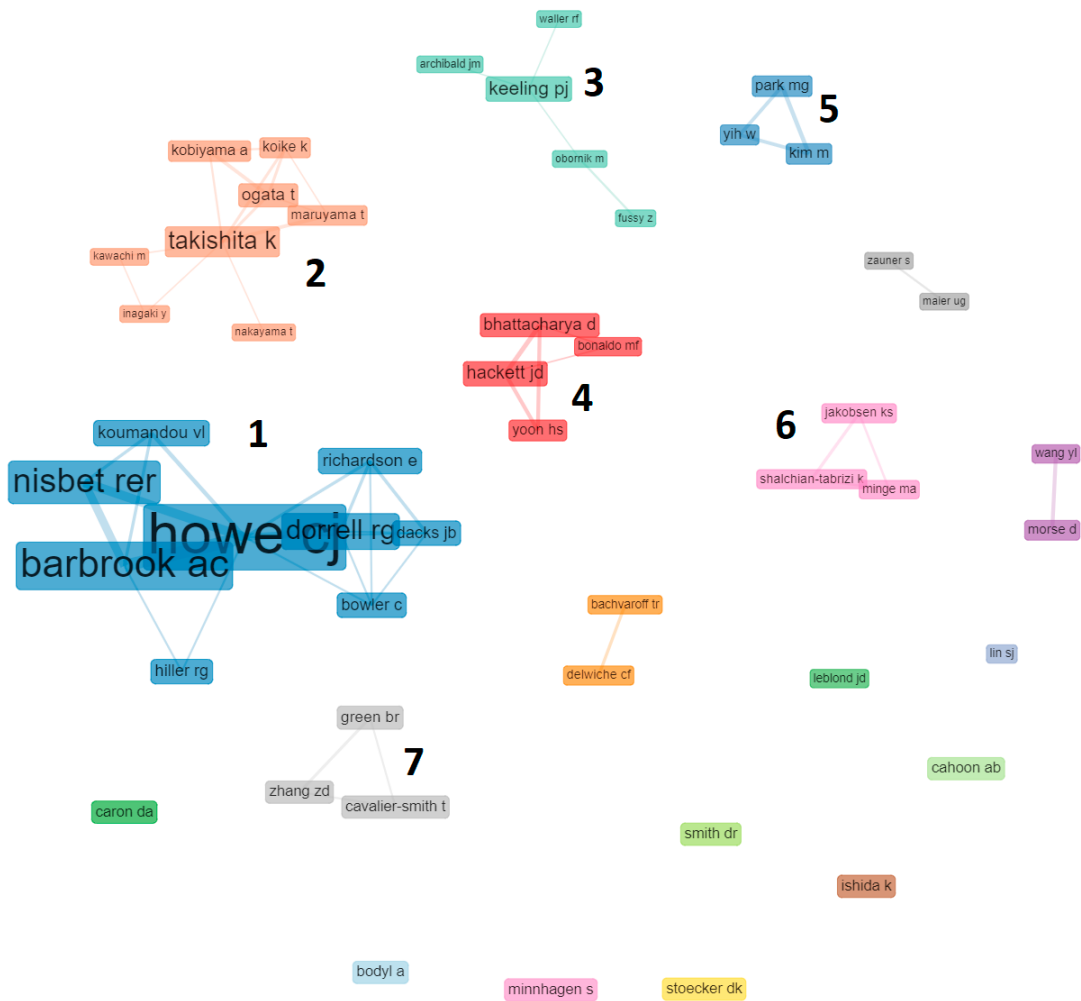 waller rf
archibald jm
keeling pj
3
obornik m
fussy z
park mg
5
yih w
kim m
kobiyama a
koike k
ogata t
maruyama t
takishita k
kawachi m
2
inagaki y
nakayama t
zauner s
maier ug
bhattacharya d
bonaldo mf
hackett jd
4
yoon hs
jakobsen ks
6
shalchian-tabrizi k
minge ma
wang yl
morse d
koumandou vl
1
richardson e
nisbet rer
howe cj
dorrell rg
dacks jb
barbrook ac
bowler c
hiller rg
bachvaroff tr
delwiche cf
lin sj
leblond jd
green br
7
zhang zd
cavalier-smith t
caron da
cahoon ab
smith dr
ishida k
bodyl a
minnhagen s
stoecker dk